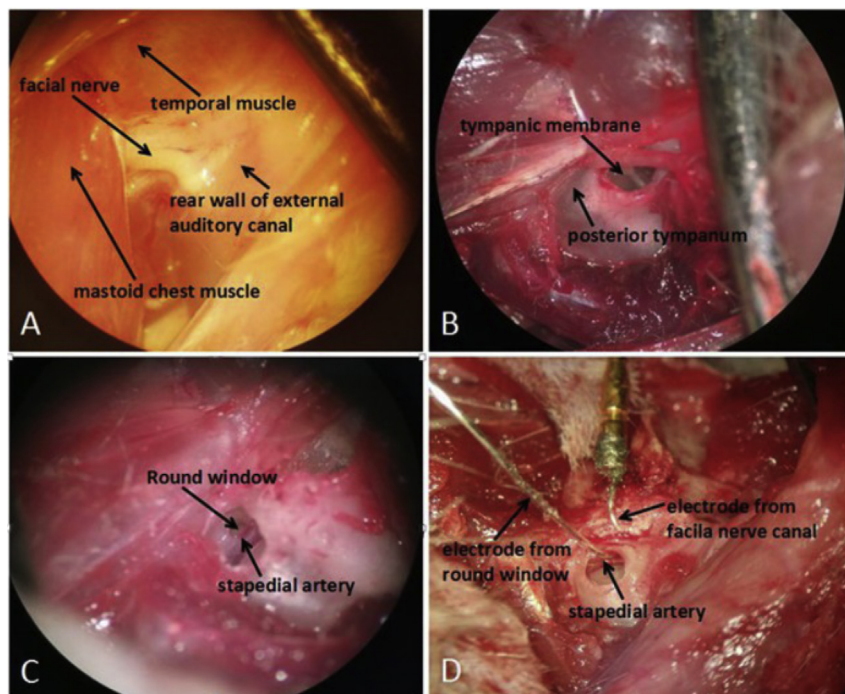 facial nerve
temporal muscle
rear wall of external
auditory canal
mastoid chest muscle
A
tympanic membrane
posterior tympanum
B
Round window
stapedial artery
C
electrode from
facila nerve canal
electrode from
round window
stapedial artery
D